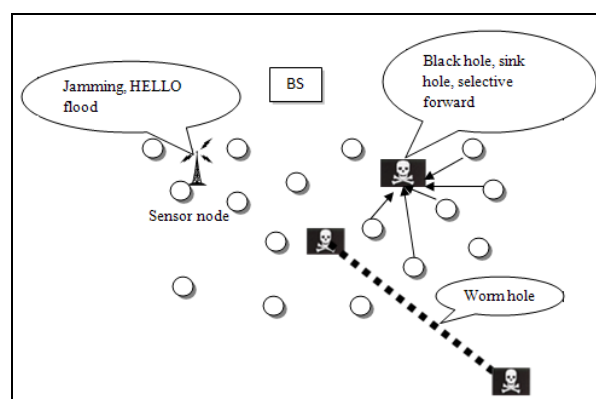 Jamming, HELLO
flood
BS
Black hole, sink
hole, selective
forward
Sensor node
Worm hole